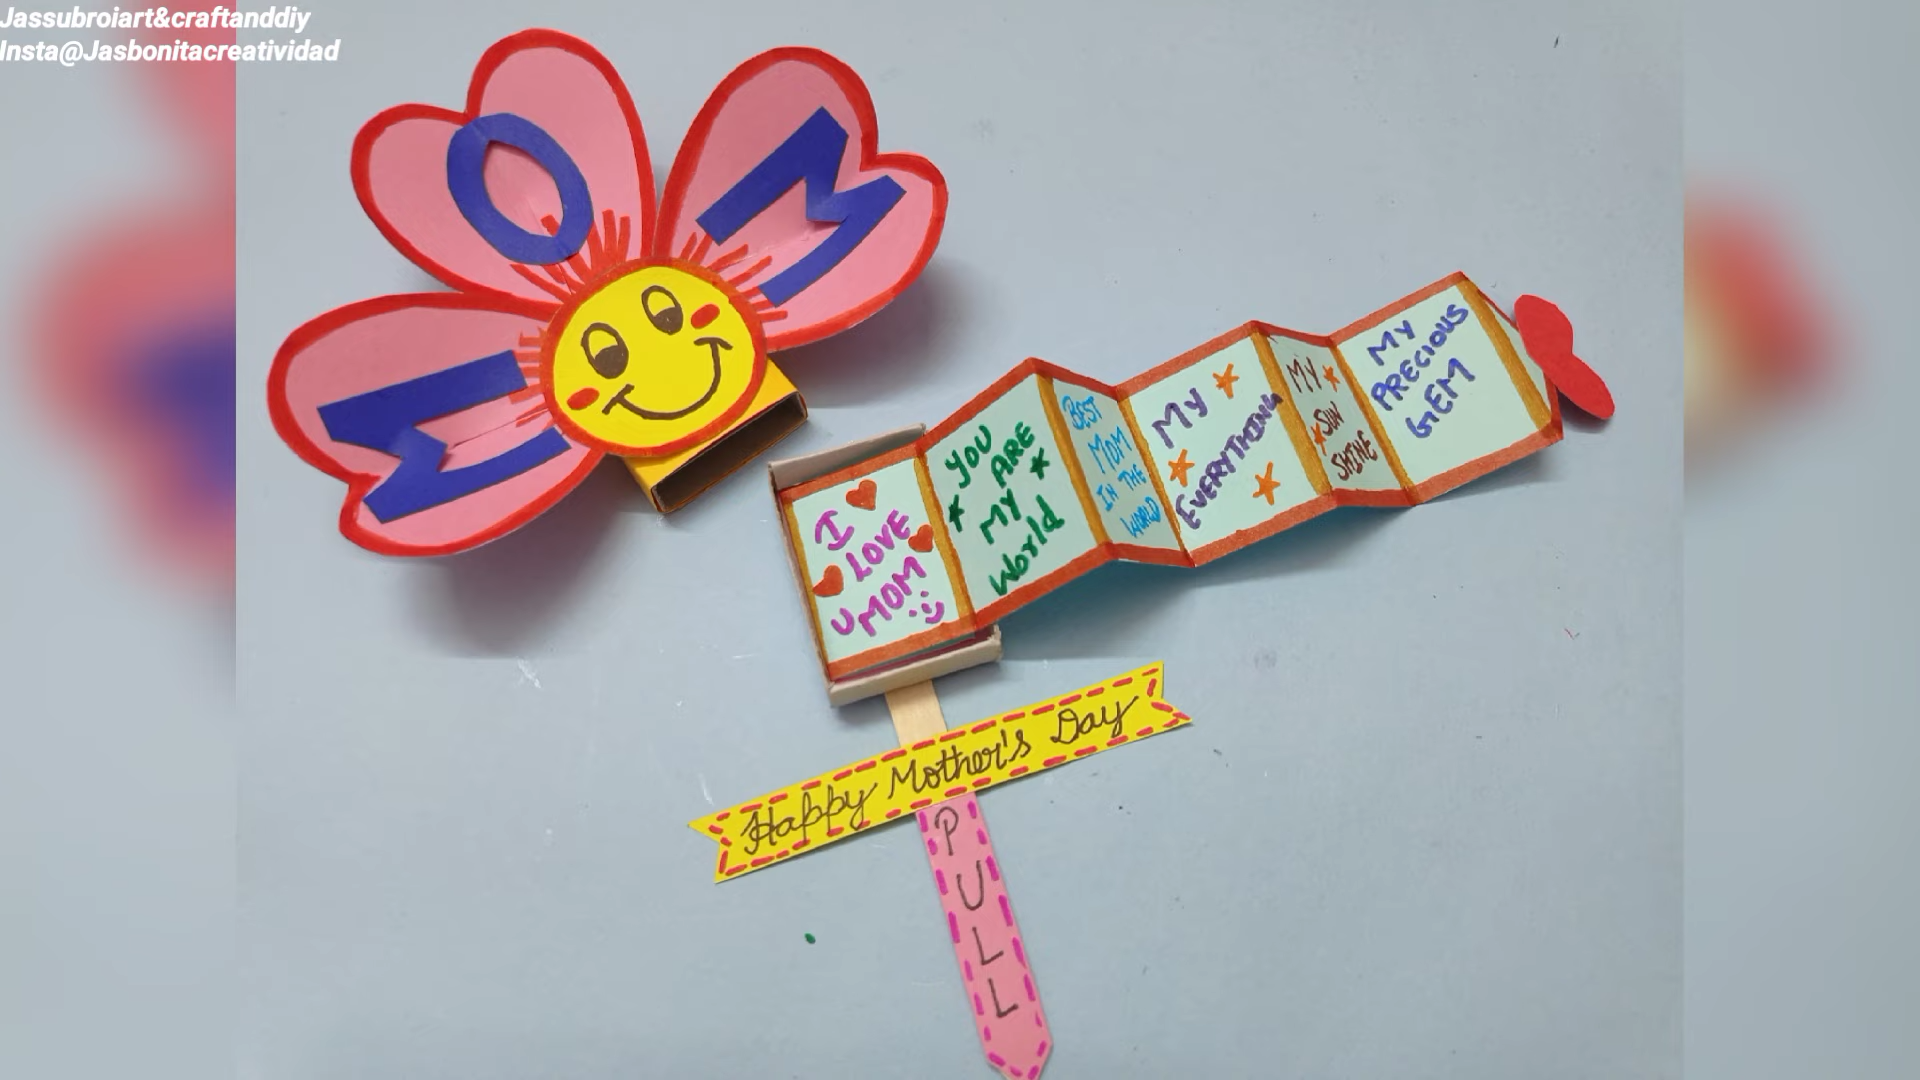 Jassubroiart&craftanddiy
Insta@Jasbonitacreatividad
MOM
I
LOVE
U MOM
YOU
ARE
MY
World
BEST
MOM
IN THE
WORLD
MY
EVERYTHING
MY
SUN
SHINE
MY
PRECIOUS
GEM
Happy Mother's Day
PULL